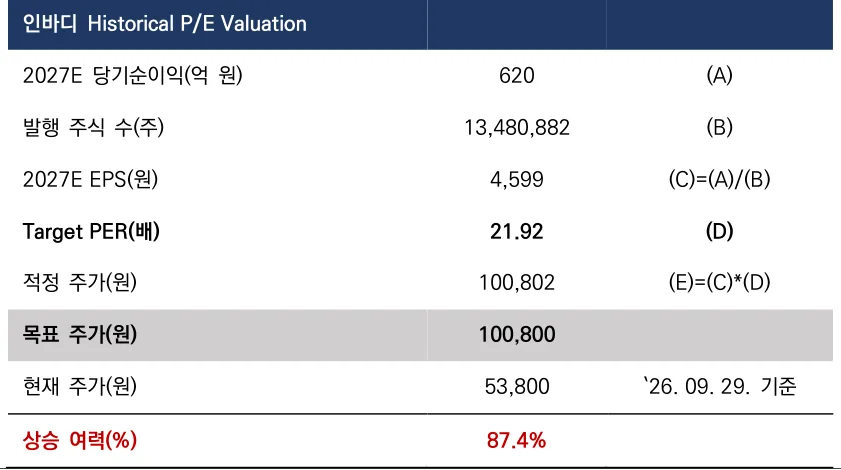 인바디 Historical P/E Valuation
2027E 당기순이익(억 원) 620 (A)
발행 주식 수(주) 13,480,882 (B)
2027E EPS(원) 4,599 (C)=(A)/(B)
Target PER(배) 21.92 (D)
적정 주가(원) 100,802 (E)=(C)*(D)
목표 주가(원) 100,800
현재 주가(원) 53,800 ‵26. 09. 29. 기준
상승 여력(%) 87.4%